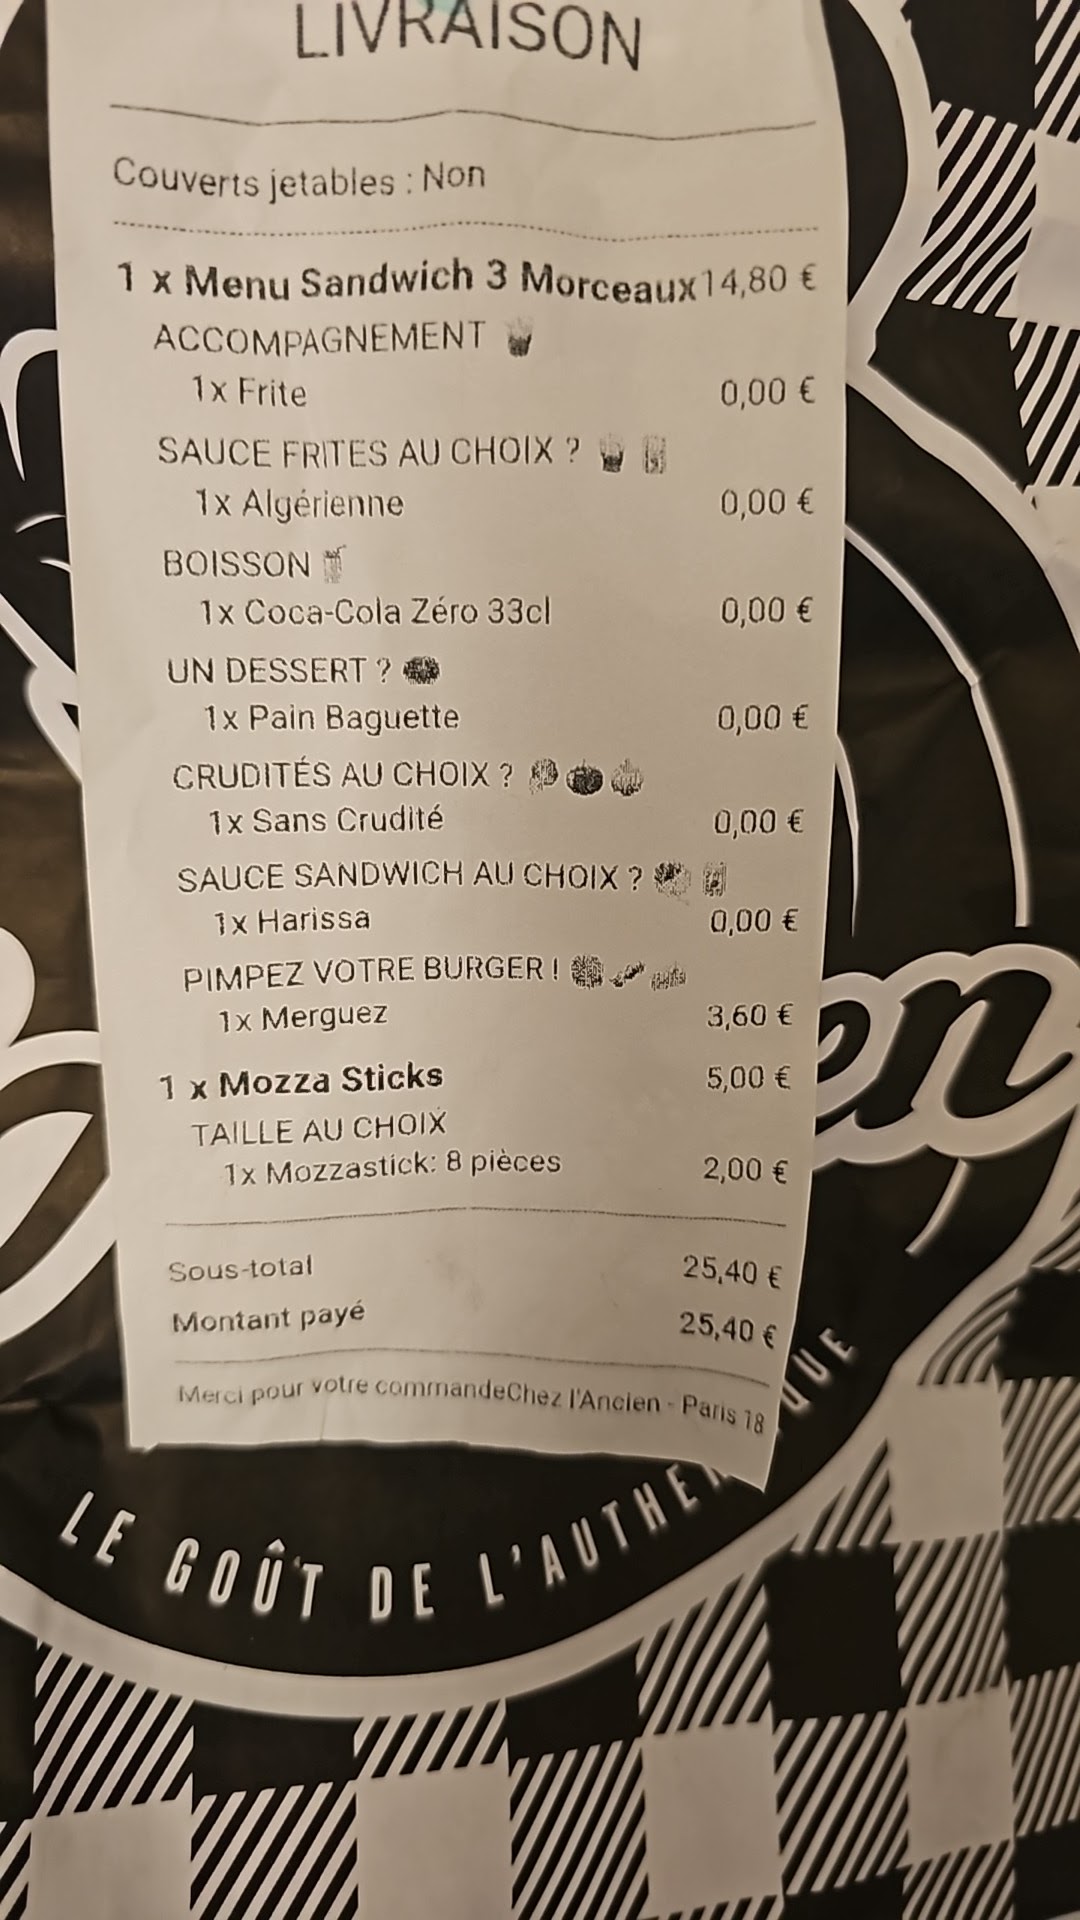 LIVRAISON
Couverts jetables : Non
1 x Menu Sandwich 3 Morceaux 14,80 €
ACCOMPAGNEMENT
1x Frite 0,00 €
SAUCE FRITES AU CHOIX ?
1x Algérienne 0,00 €
BOISSON
1x Coca-Cola Zéro 33cl 0,00 €
UN DESSERT ?
1x Pain Baguette 0,00 €
CRUDITÉS AU CHOIX ?
1x Sans Crudité 0,00 €
SAUCE SANDWICH AU CHOIX ?
1x Harissa 0,00 €
PIMPEZ VOTRE BURGER !
1x Merguez 3,60 €
1 x Mozza Sticks 5,00 €
TAILLE AU CHOIX
1x Mozzastick: 8 pièces 2,00 €
Sous-total 25,40 €
Montant payé 25,40 €
Merci pour votre commandeChez l'Ancien - Paris 18
en
LE GOÛT DE L'AUTHE QUE